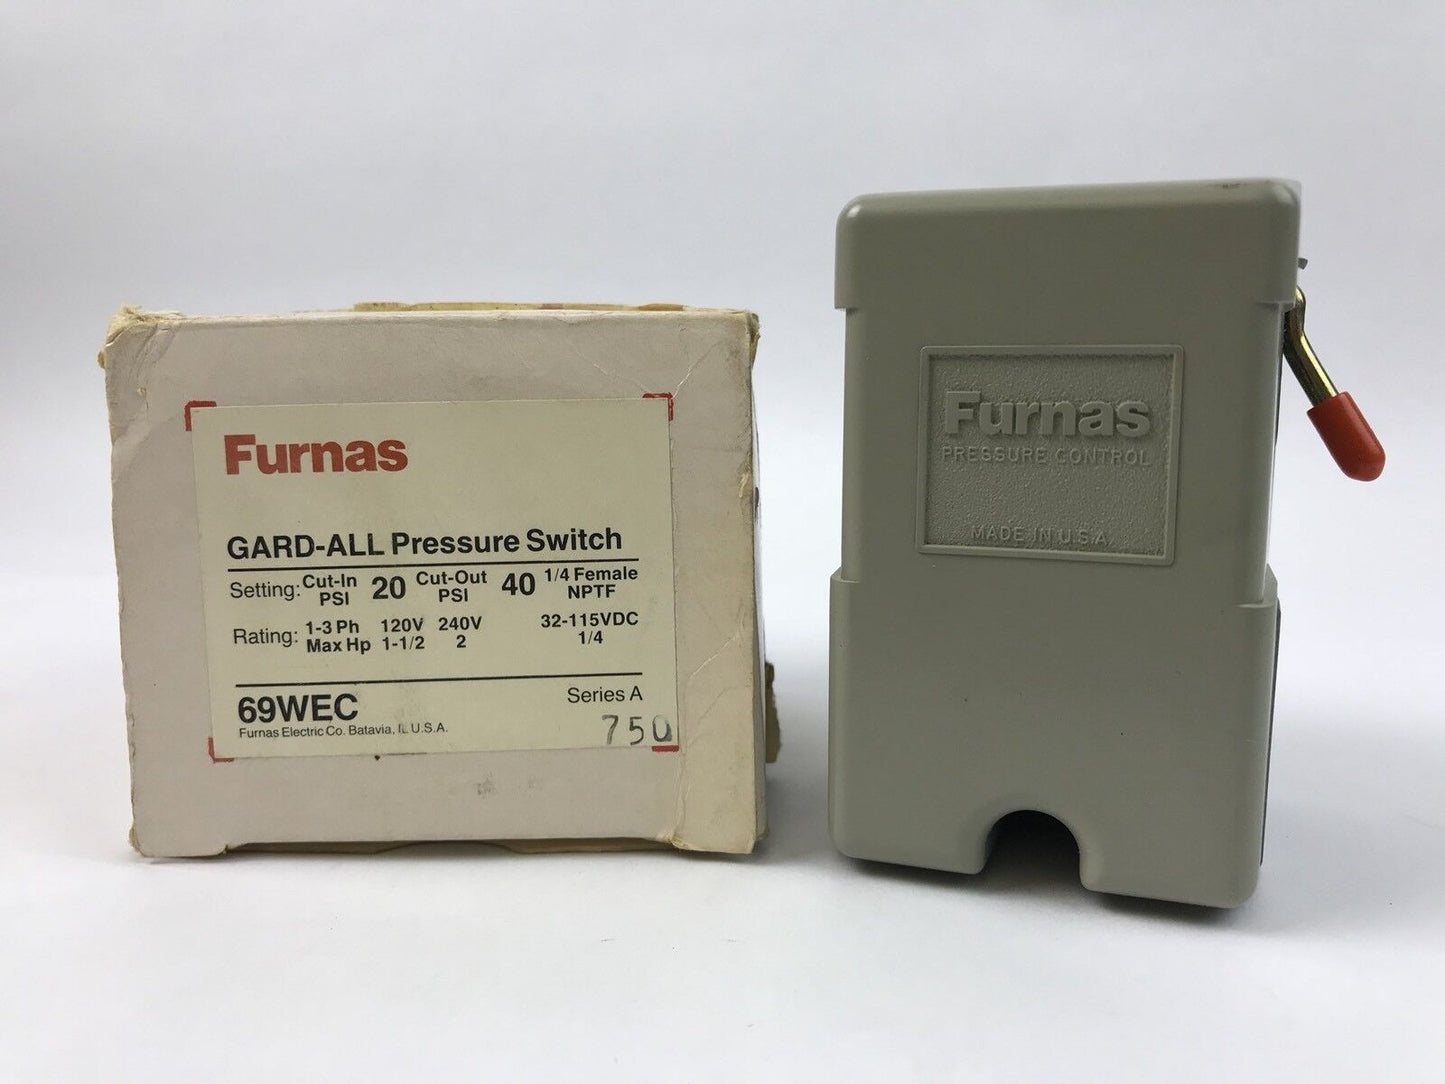 Furnas
GARD-ALL Pressure Switch
Setting: Cut-In PSI 20 Cut-Out PSI 40 1/4 Female NPTF
Rating: 1-3 Ph Max Hp 120V 1-1/2 240V 2 32-115VDC 1/4
69WEC Series A
Furnas Electric Co. Batavia, IL U.S.A.
750
Furnas
PRESSURE CONTROL
MADE IN U.S.A.